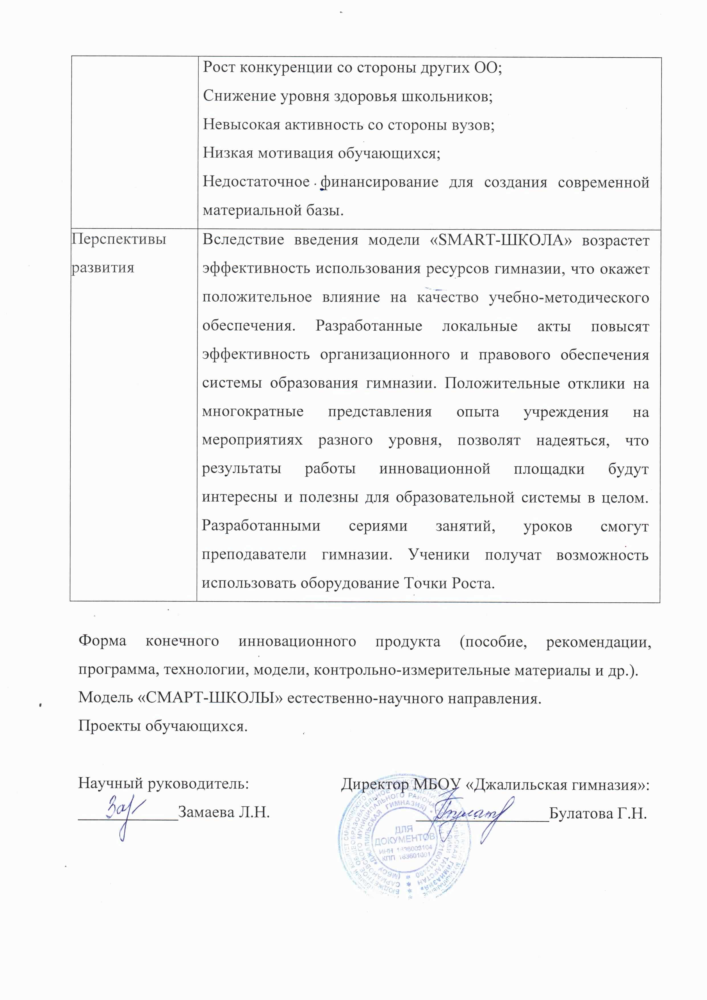 Рост конкуренции со стороны других ОО;
Снижение уровня здоровья школьников;
Невысокая активность со стороны вузов;
Низкая мотивация обучающихся;
Недостаточное финансирование для создания современной
материальной базы.
Перспективы
развития
Вследствие введения модели «SMART-ШКОЛА» возрастет
эффективность использования ресурсов гимназии, что окажет
положительное влияние на качество учебно-методического
обеспечения. Разработанные локальные акты повысят
эффективность организационного и правового обеспечения
системы образования гимназии. Положительные отклики на
многократные представления опыта учреждения на
мероприятиях разного уровня, позволят надеяться, что
результаты работы инновационной площадки будут
интересны и полезны для образовательной системы в целом.
Разработанными сериями занятий, уроков смогут
преподаватели гимназии. Ученики получат возможность
использовать оборудование Точки Роста.
Форма конечного инновационного продукта (пособие, рекомендации,
программа, технологии, модели, контрольно-измерительные материалы и др.).
Модель «СМАРТ-ШКОЛЫ» естественно-научного направления.
Проекты обучающихся.
Научный руководитель:
Замаева Л.Н.
Директор МБОУ «Джалильская гимназия»:
Булатова Г.Н.
ДЛЯ
ДОКУМЕНТОВ
ИНН 1636003104
КПП 163601001